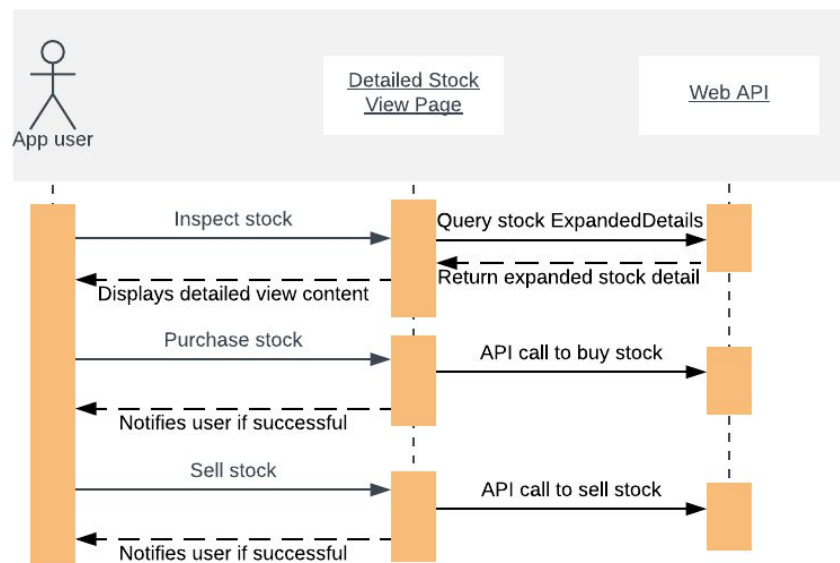 Detailed Stock
View Page
Web API
App user
Inspect stock
Query stock ExpandedDetails
Return expanded stock detail
Displays detailed view content
Purchase stock
API call to buy stock
Notifies user if successful
Sell stock
API call to sell stock
Notifies user if successful